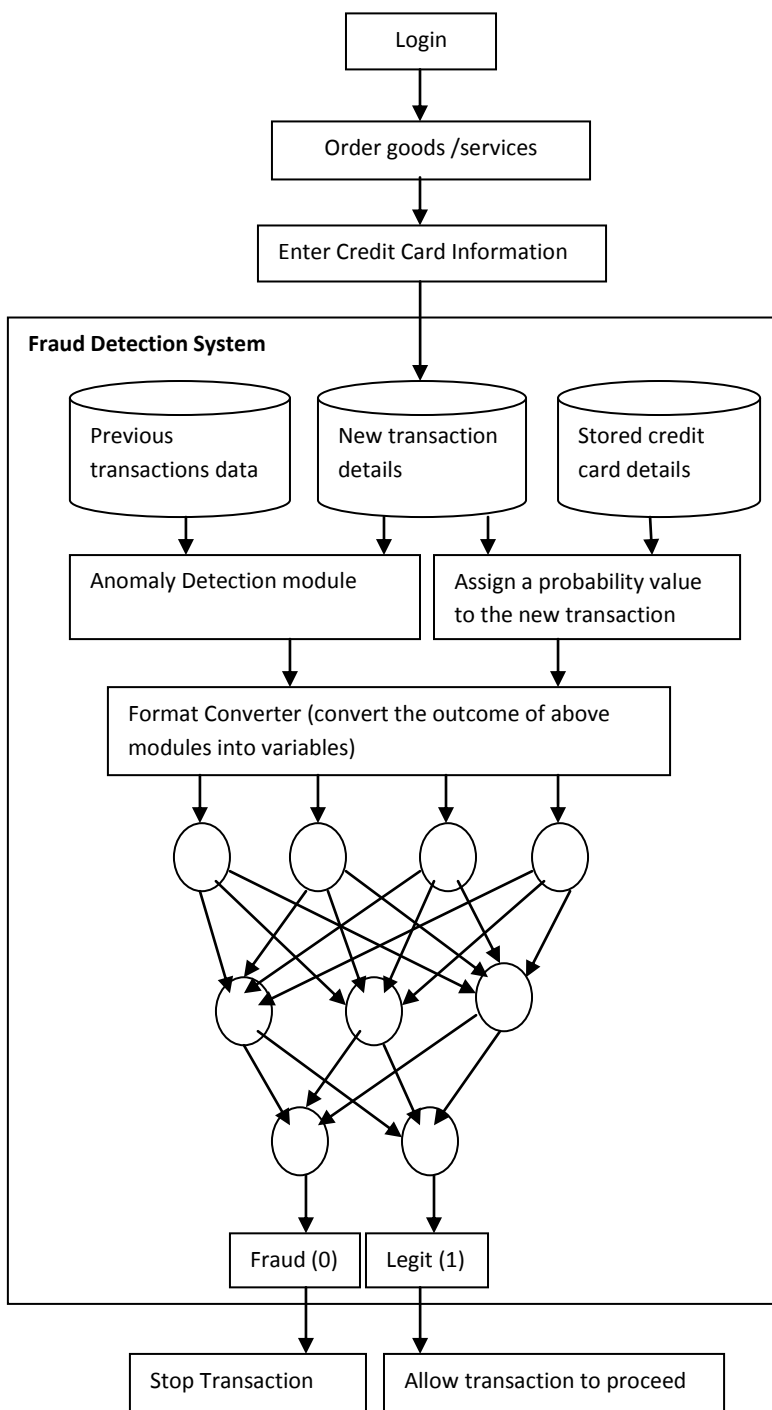 Login
Order goods /services
Enter Credit Card Information
Fraud Detection System
Previous
transactions data
New transaction
details
Stored credit
card details
Anomaly Detection module
Assign a probability value
to the new transaction
Format Converter (convert the outcome of above
modules into variables)
Fraud (0)
Legit (1)
Stop Transaction
Allow transaction to proceed